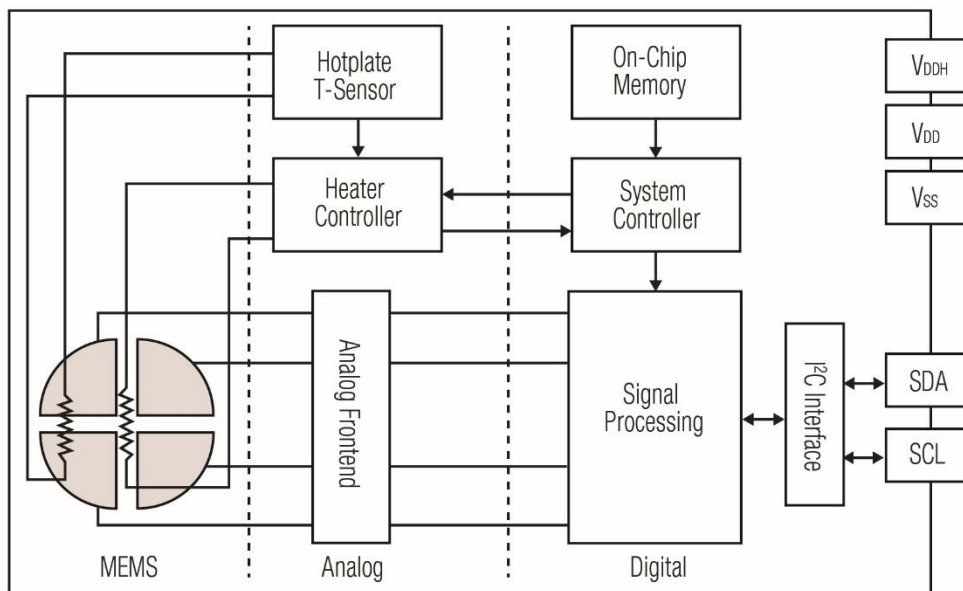 Hotplate
T-Sensor
On-Chip
Memory
VDDH
VDD
VSS
Heater
Controller
System
Controller
Analog Frontend
Signal
Processing
I²C Interface
SDA
SCL
MEMS
Analog
Digital